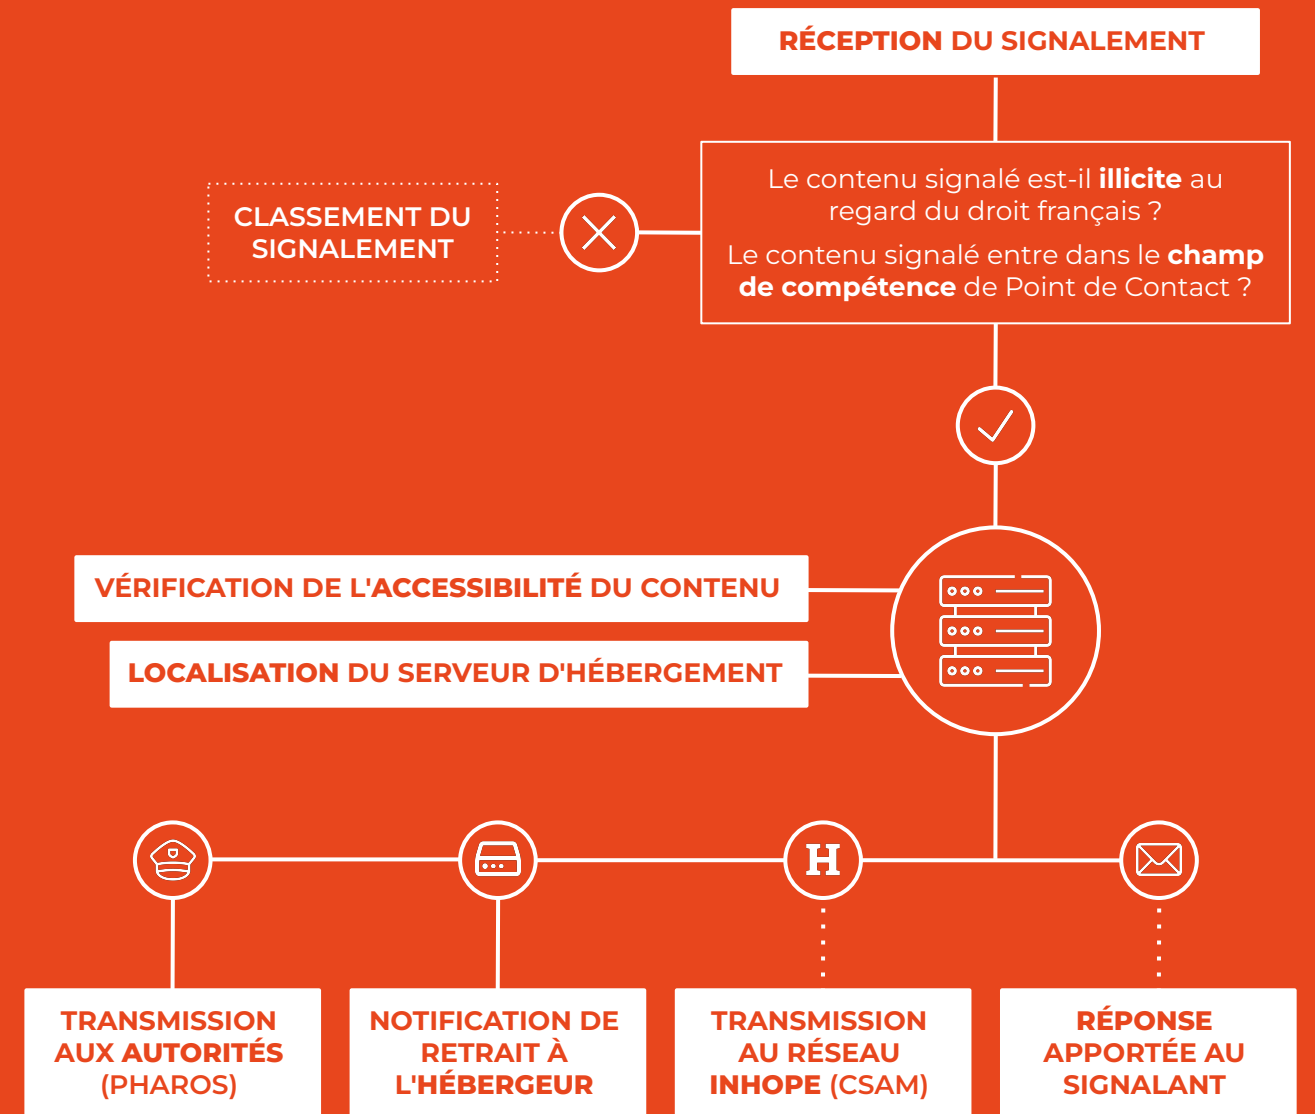 RÉCEPTION DU SIGNALEMENT
Le contenu signalé est-il illicite au
regard du droit français ?
Le contenu signalé entre dans le champ
de compétence de Point de Contact ?
CLASSEMENT DU
SIGNALEMENT
VÉRIFICATION DE L'ACCESSIBILITÉ DU CONTENU
LOCALISATION DU SERVEUR D'HÉBERGEMENT
H
TRANSMISSION
AUX AUTORITÉS
(PHAROS)
NOTIFICATION DE
RETRAIT À
L'HÉBERGEUR
TRANSMISSION
AU RÉSEAU
INHOPE (CSAM)
RÉPONSE
APPORTÉE AU
SIGNALANT